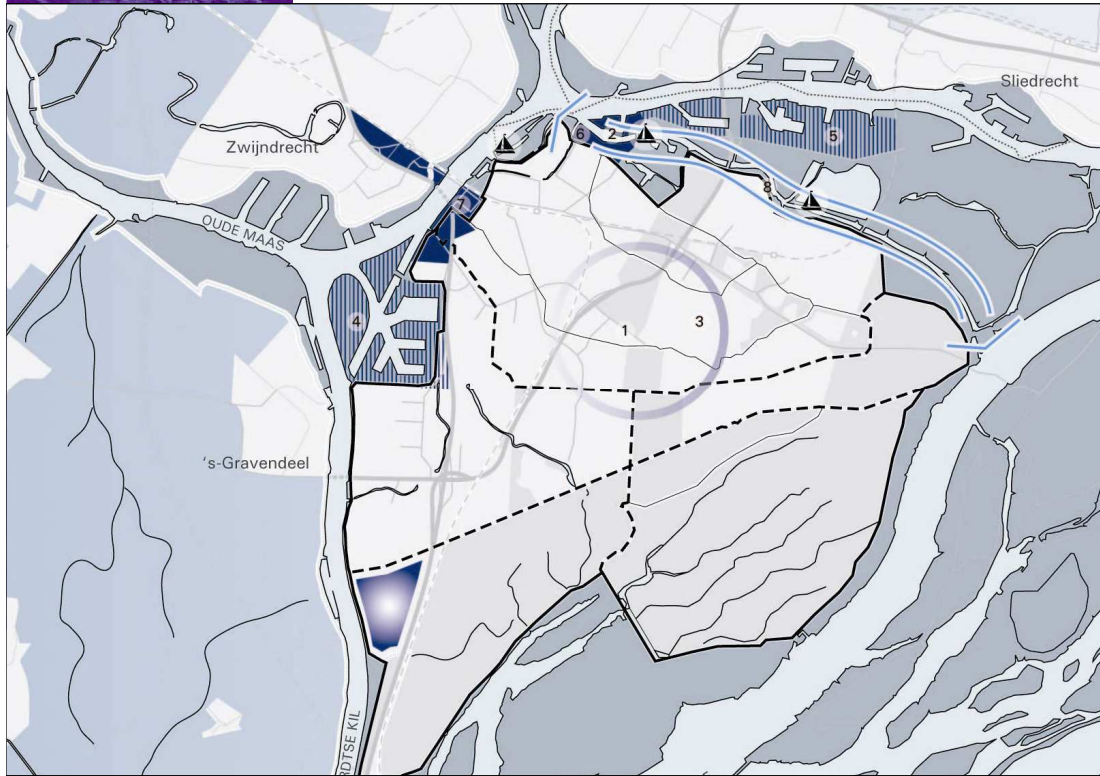 Sliedrecht
Zwijndrecht
6
2
5
8
7
OUDE MAAS
4
1
3
's-Gravendeel
RDTSE KIL